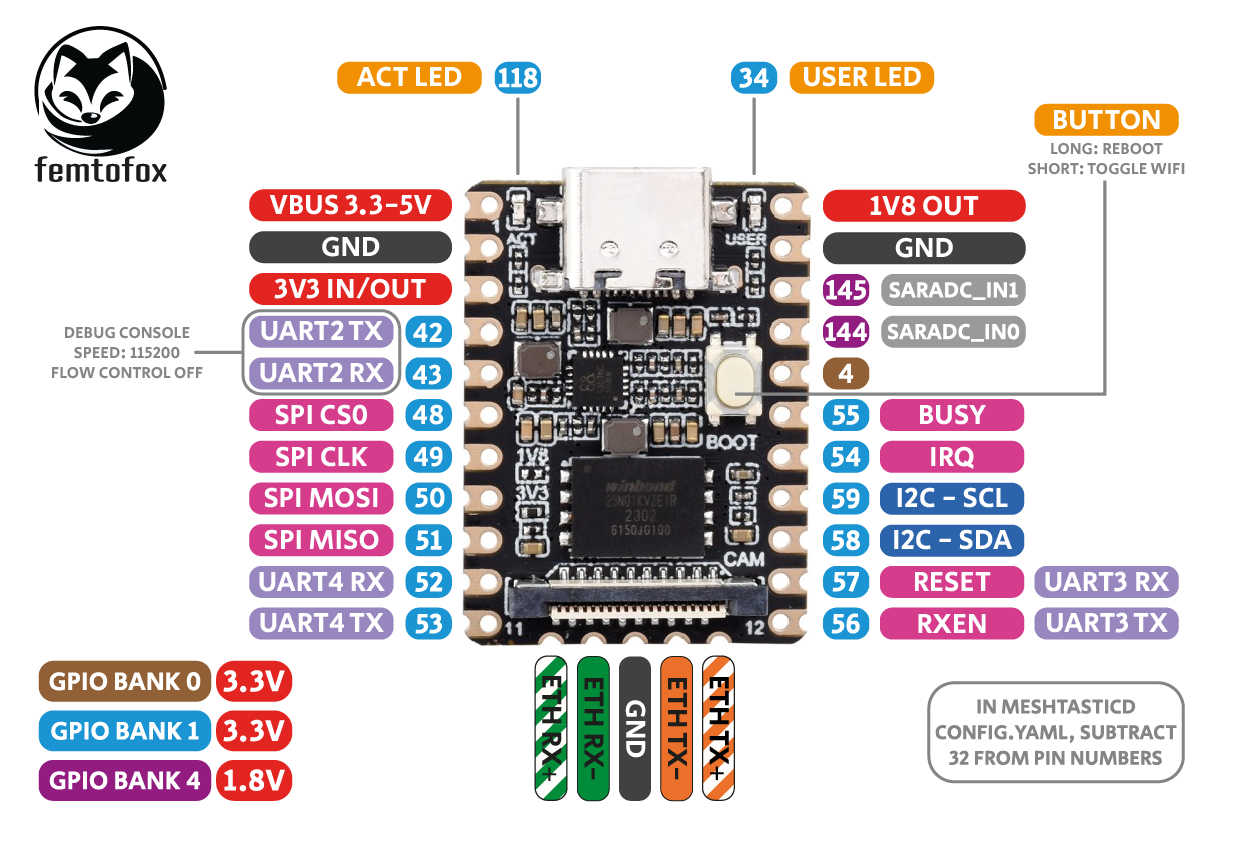 femtofox
ACT LED 118
34 USER LED
BUTTON
LONG: REBOOT
SHORT: TOGGLE WIFI
VBUS 3.3-5V
GND
3V3 IN/OUT
DEBUG CONSOLE
SPEED: 115200
FLOW CONTROL OFF
UART2 TX 42
UART2 RX 43
SPI CS0 48
SPI CLK 49
SPI MOSI 50
SPI MISO 51
UART4 RX 52
UART4 TX 53
1
ACT
USER
BOOT
1V8
3V3
winbond
25N01KVZEIR
2302
6150JG100
CAM
11
12
1V8 OUT
GND
145 SARADC_IN1
144 SARADC_IN0
4
55 BUSY
54 IRQ
59 I2C - SCL
58 I2C - SDA
57 RESET UART3 RX
56 RXEN UART3 TX
ETH RX+
ETH RX-
GND
ETH TX-
ETH TX+
GPIO BANK 0 3.3V
GPIO BANK 1 3.3V
GPIO BANK 4 1.8V
IN MESHTASTICD
CONFIG.YAML, SUBTRACT
32 FROM PIN NUMBERS